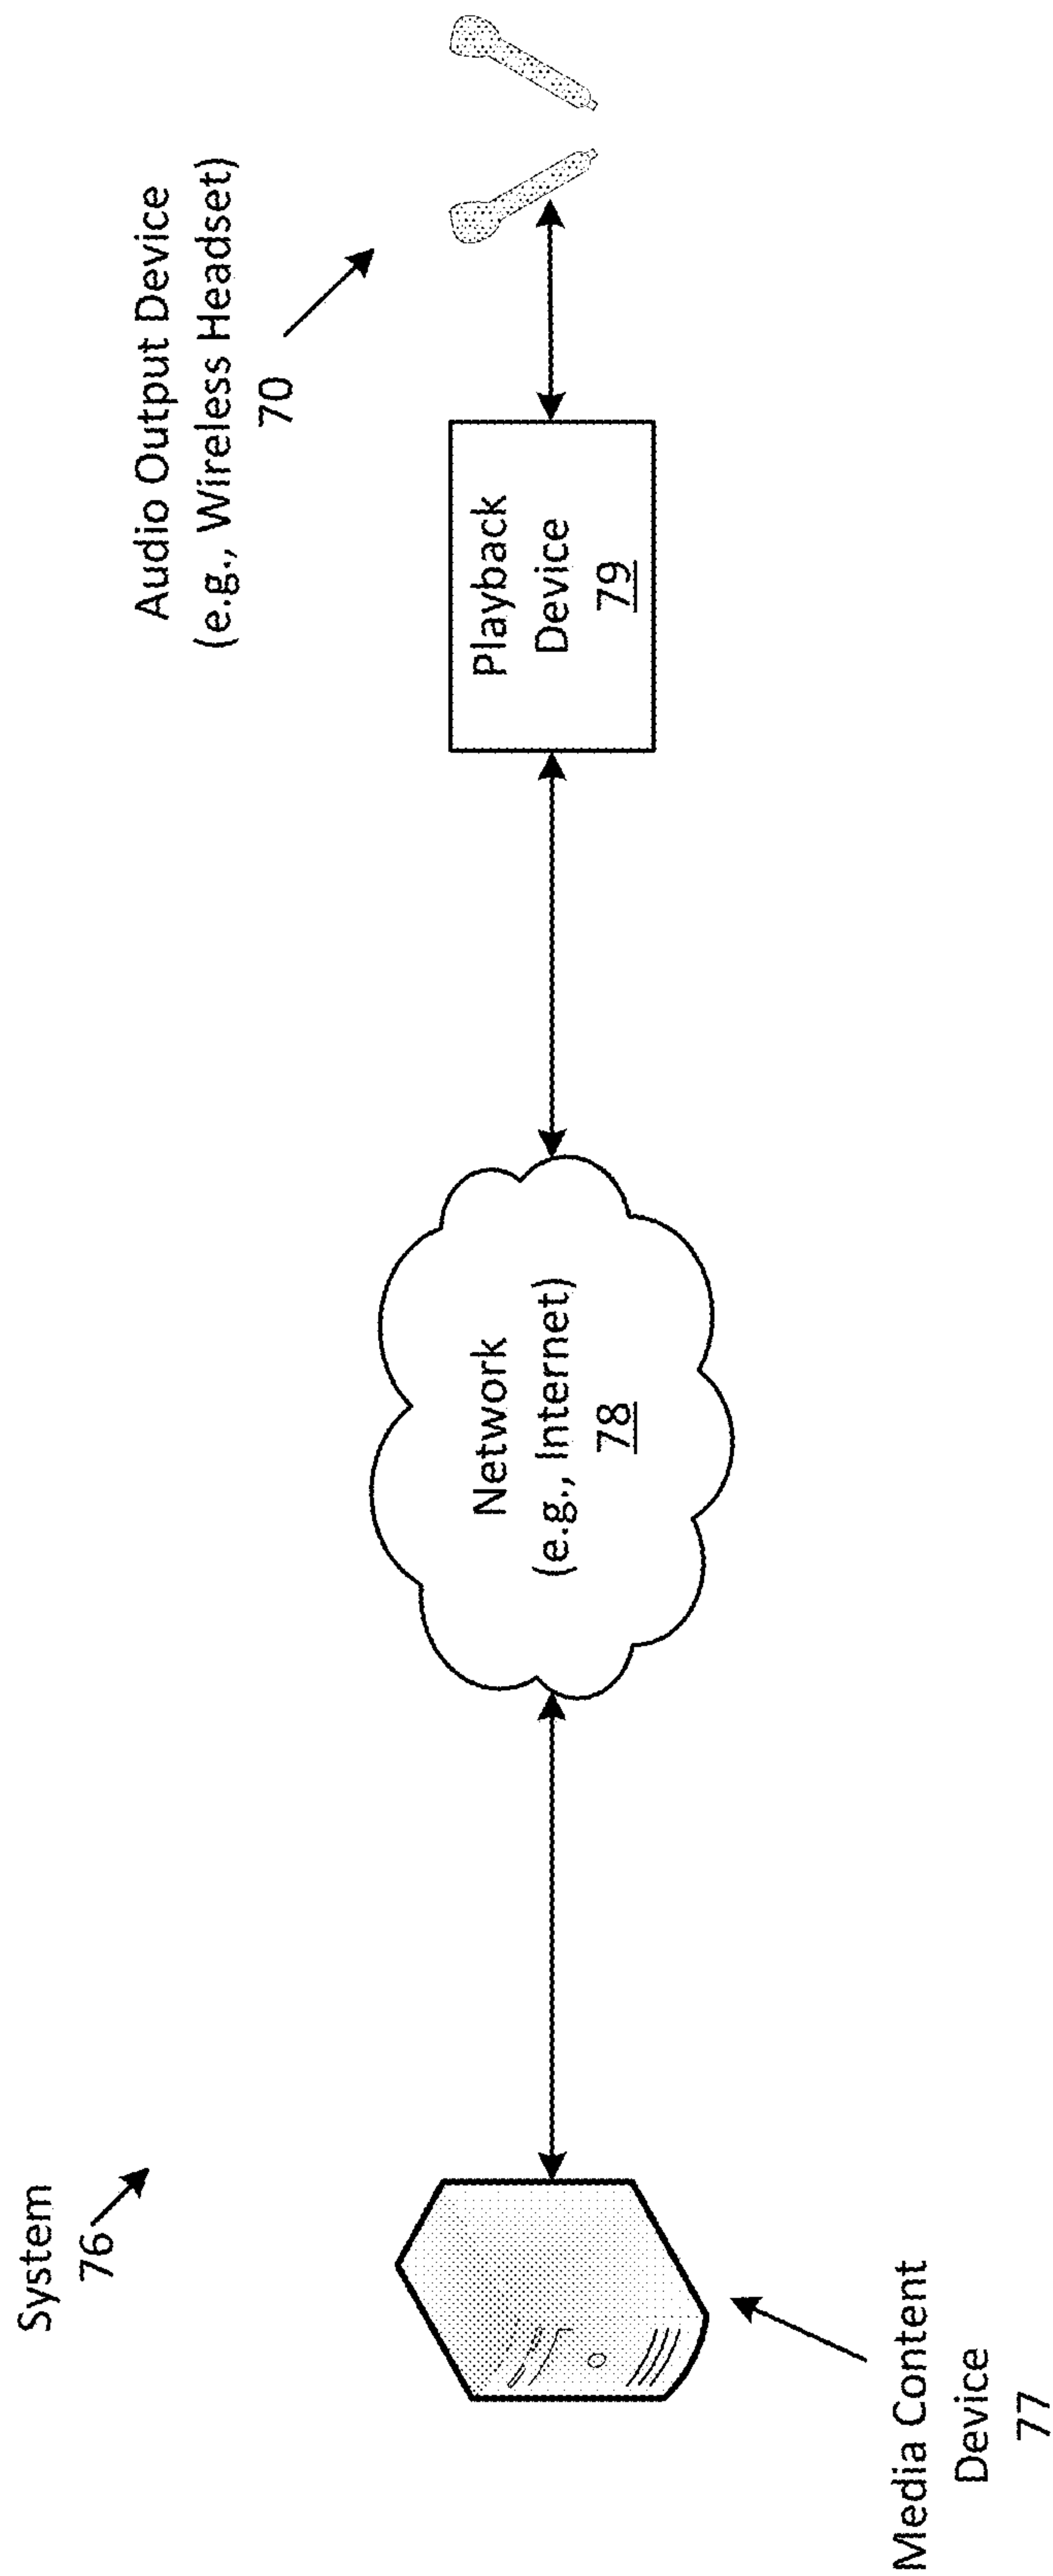 System
76
Media Content
Device
77
Network
(e.g., Internet)
78
Playback
Device
79
Audio Output Device
(e.g., Wireless Headset)
70